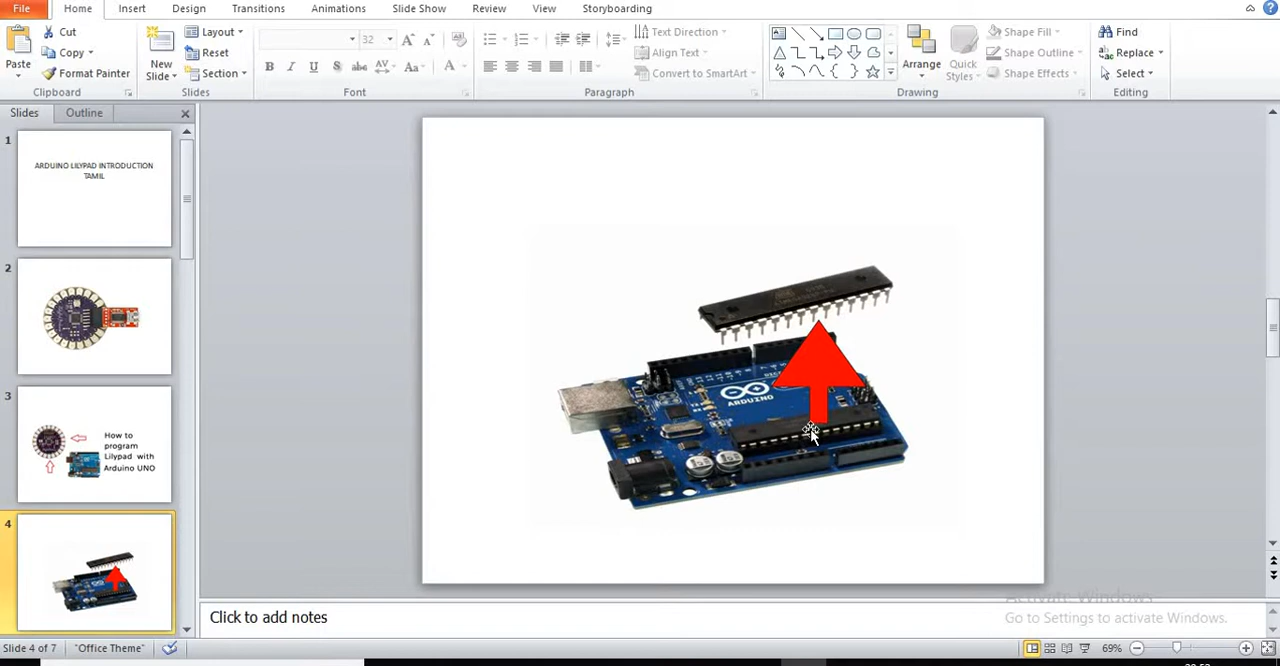 File Home Insert Design Transitions Animations Slide Show Review View Storyboarding
Cut Layout 32 Text Direction Shape Fill Find
Paste Copy New Slide Reset Align Text Arrange Quick Styles Shape Outline Replace
Format Painter Section B I U S abc AV Aa A Convert to SmartArt Shape Effects Select
Clipboard Slides Font Paragraph Drawing Editing
Slides Outline
1
ARDUINO LILYPAD INTRODUCTION
TAMIL
2
3
How to
program
Lilypad with
Arduino UNO
4
ARDUINO
Click to add notes
Activate Windows
Go to Settings to activate Windows.
Slide 4 of 7 "Office Theme" 69%